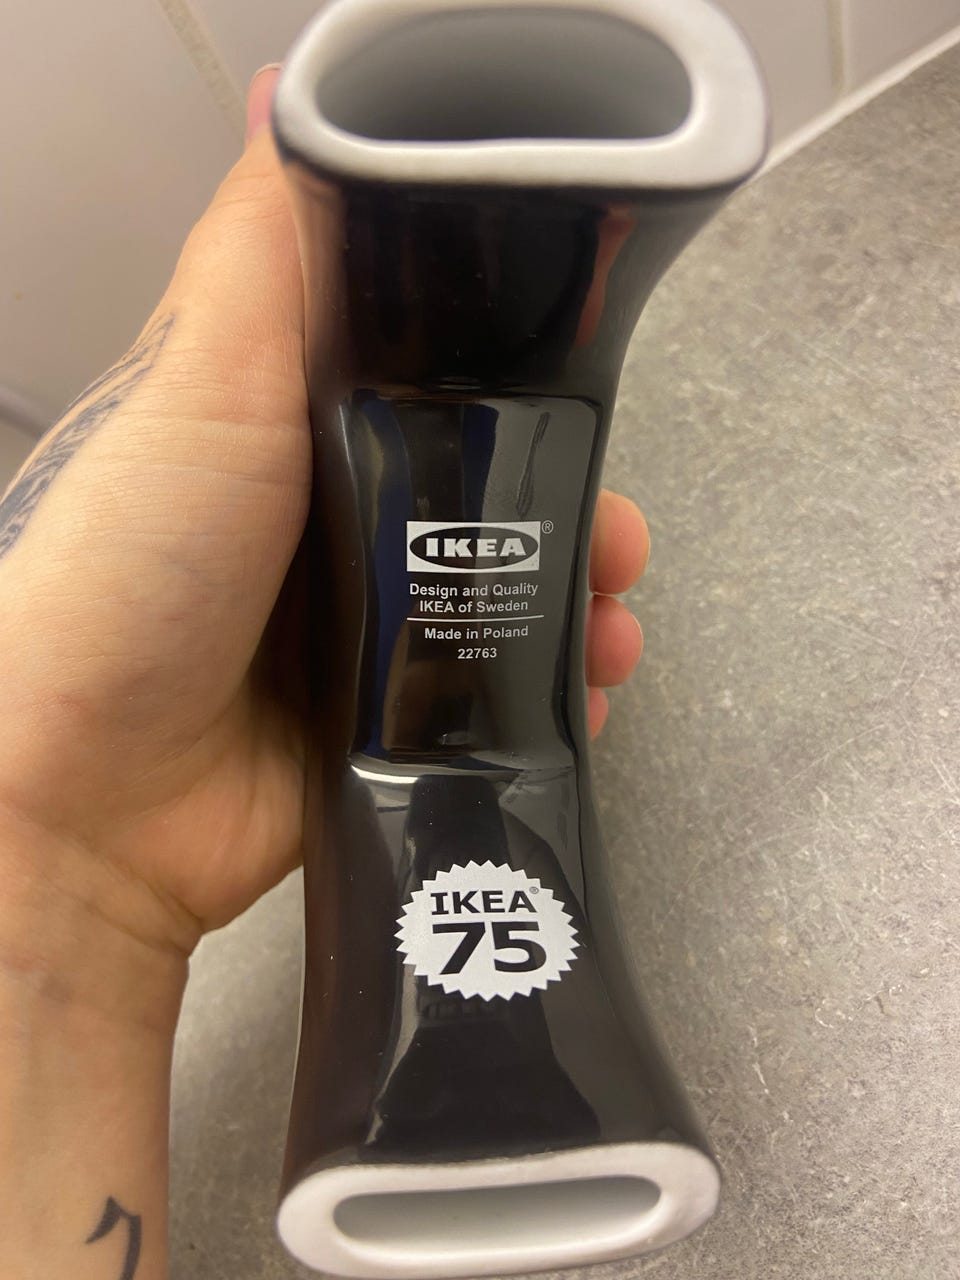 IKEA®
Design and Quality
IKEA of Sweden
Made in Poland
22763
IKEA®
75